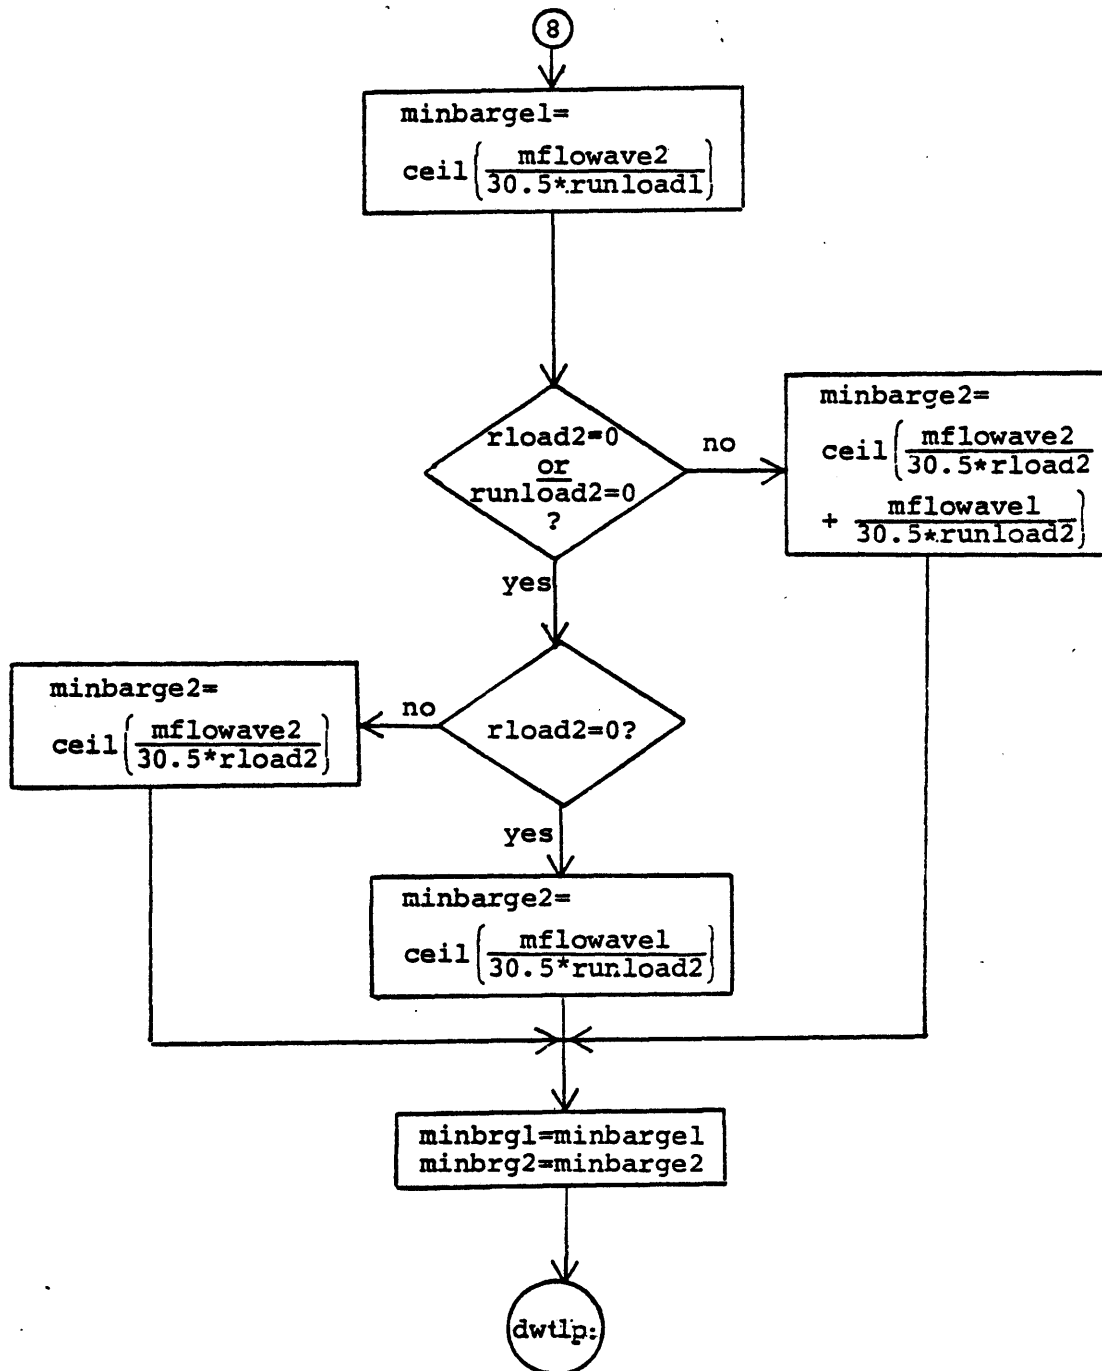 8
minbarge1=
ceil(mflowave2/30.5*runload1)
rload2=0
or
runload2=0
?
no
minbarge2=
ceil(mflowave2/30.5*rload2
+ mflowave1/30.5*runload2)
yes
minbarge2=
ceil(mflowave2/30.5*rload2)
no
rload2=0?
yes
minbarge2=
ceil(mflowave1/30.5*runload2)
minbrg1=minbarge1
minbrg2=minbarge2
dwtlp: